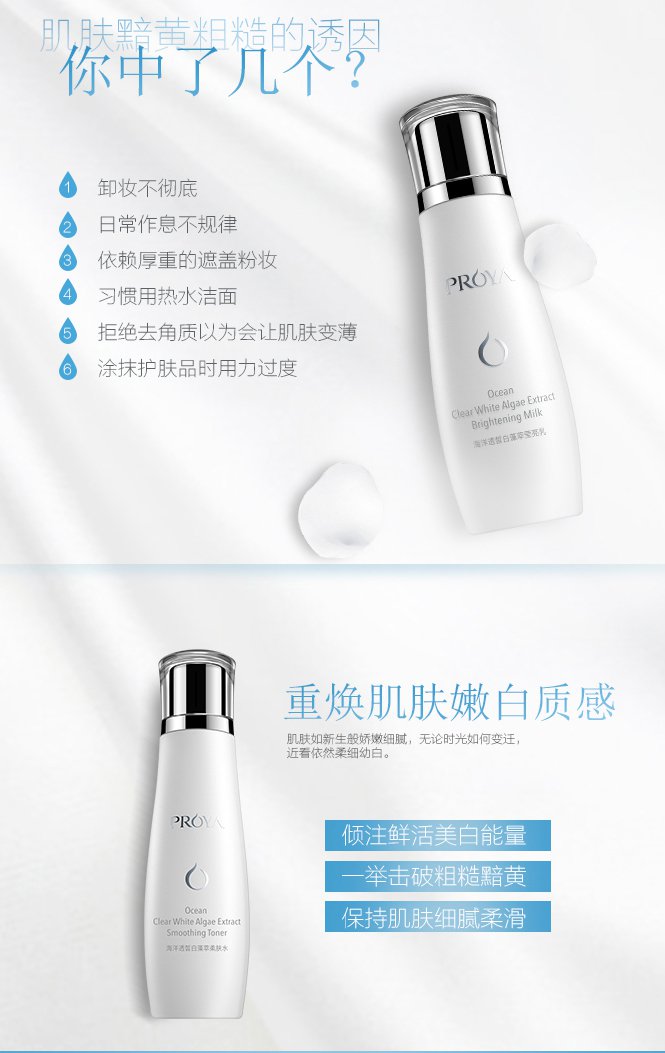 肌肤黯黄粗糙的诱因
你中了几个？
1 卸妆不彻底
2 日常作息不规律
3 依赖厚重的遮盖粉妆
4 习惯用热水洁面
5 拒绝去角质以为会让肌肤变薄
6 涂抹护肤品时用力过度
PROYA
Ocean
Clear White Algae Extract
Brightening Milk
海洋透皙白藻萃莹亮乳
重焕肌肤嫩白质感
肌肤如新生般娇嫩细腻，无论时光如何变迁，
近看依然柔细幼白。
倾注鲜活美白能量
一举击破粗糙黯黄
保持肌肤细腻柔滑
PROYA
Ocean
Clear White Algae Extract
Smoothing Toner
海洋透皙白藻萃柔肤水